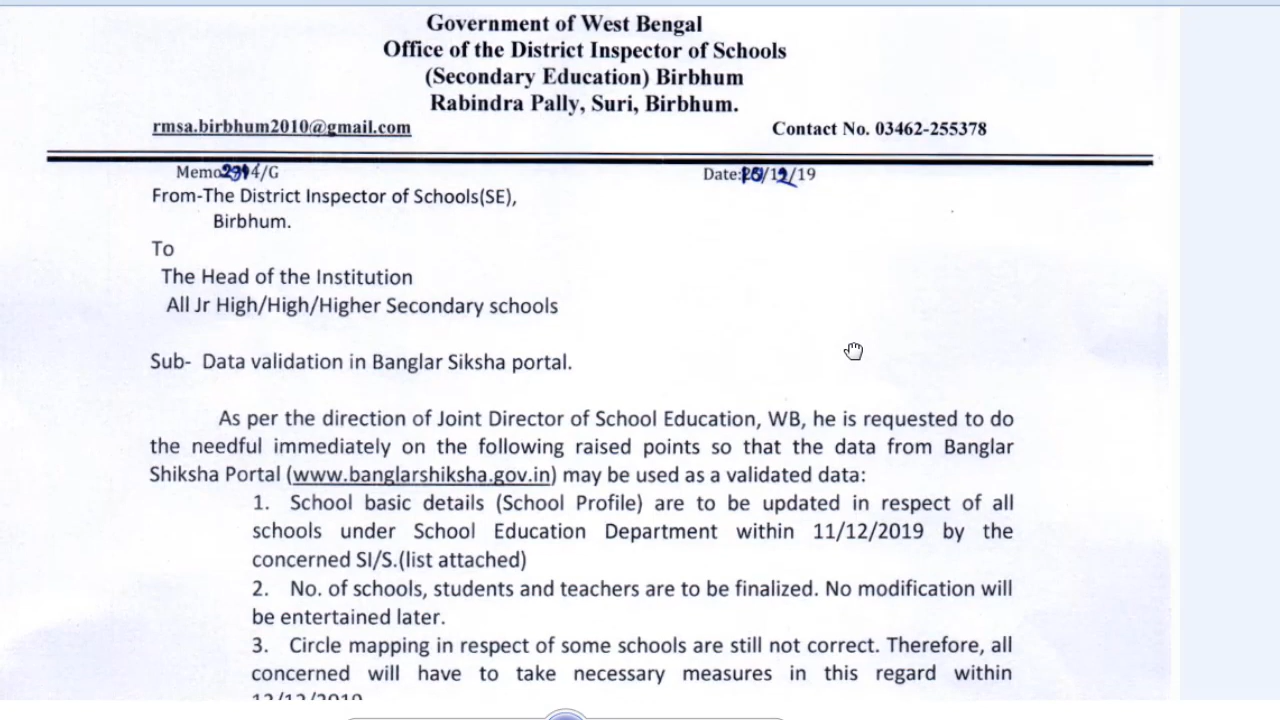 Government of West Bengal
Office of the District Inspector of Schools
(Secondary Education) Birbhum
Rabindra Pally, Suri, Birbhum.
rmsa.birbhum2010@gmail.com Contact No. 03462-255378
Memo /G Date: /12/19
From-The District Inspector of Schools(SE),
Birbhum.
To
The Head of the Institution
All Jr High/High/Higher Secondary schools
Sub- Data validation in Banglar Siksha portal.
As per the direction of Joint Director of School Education, WB, he is requested to do
the needful immediately on the following raised points so that the data from Banglar
Shiksha Portal (www.banglarshiksha.gov.in) may be used as a validated data:
1. School basic details (School Profile) are to be updated in respect of all
schools under School Education Department within 11/12/2019 by the
concerned SI/S.(list attached)
2. No. of schools, students and teachers are to be finalized. No modification will
be entertained later.
3. Circle mapping in respect of some schools are still not correct. Therefore, all
concerned will have to take necessary measures in this regard within